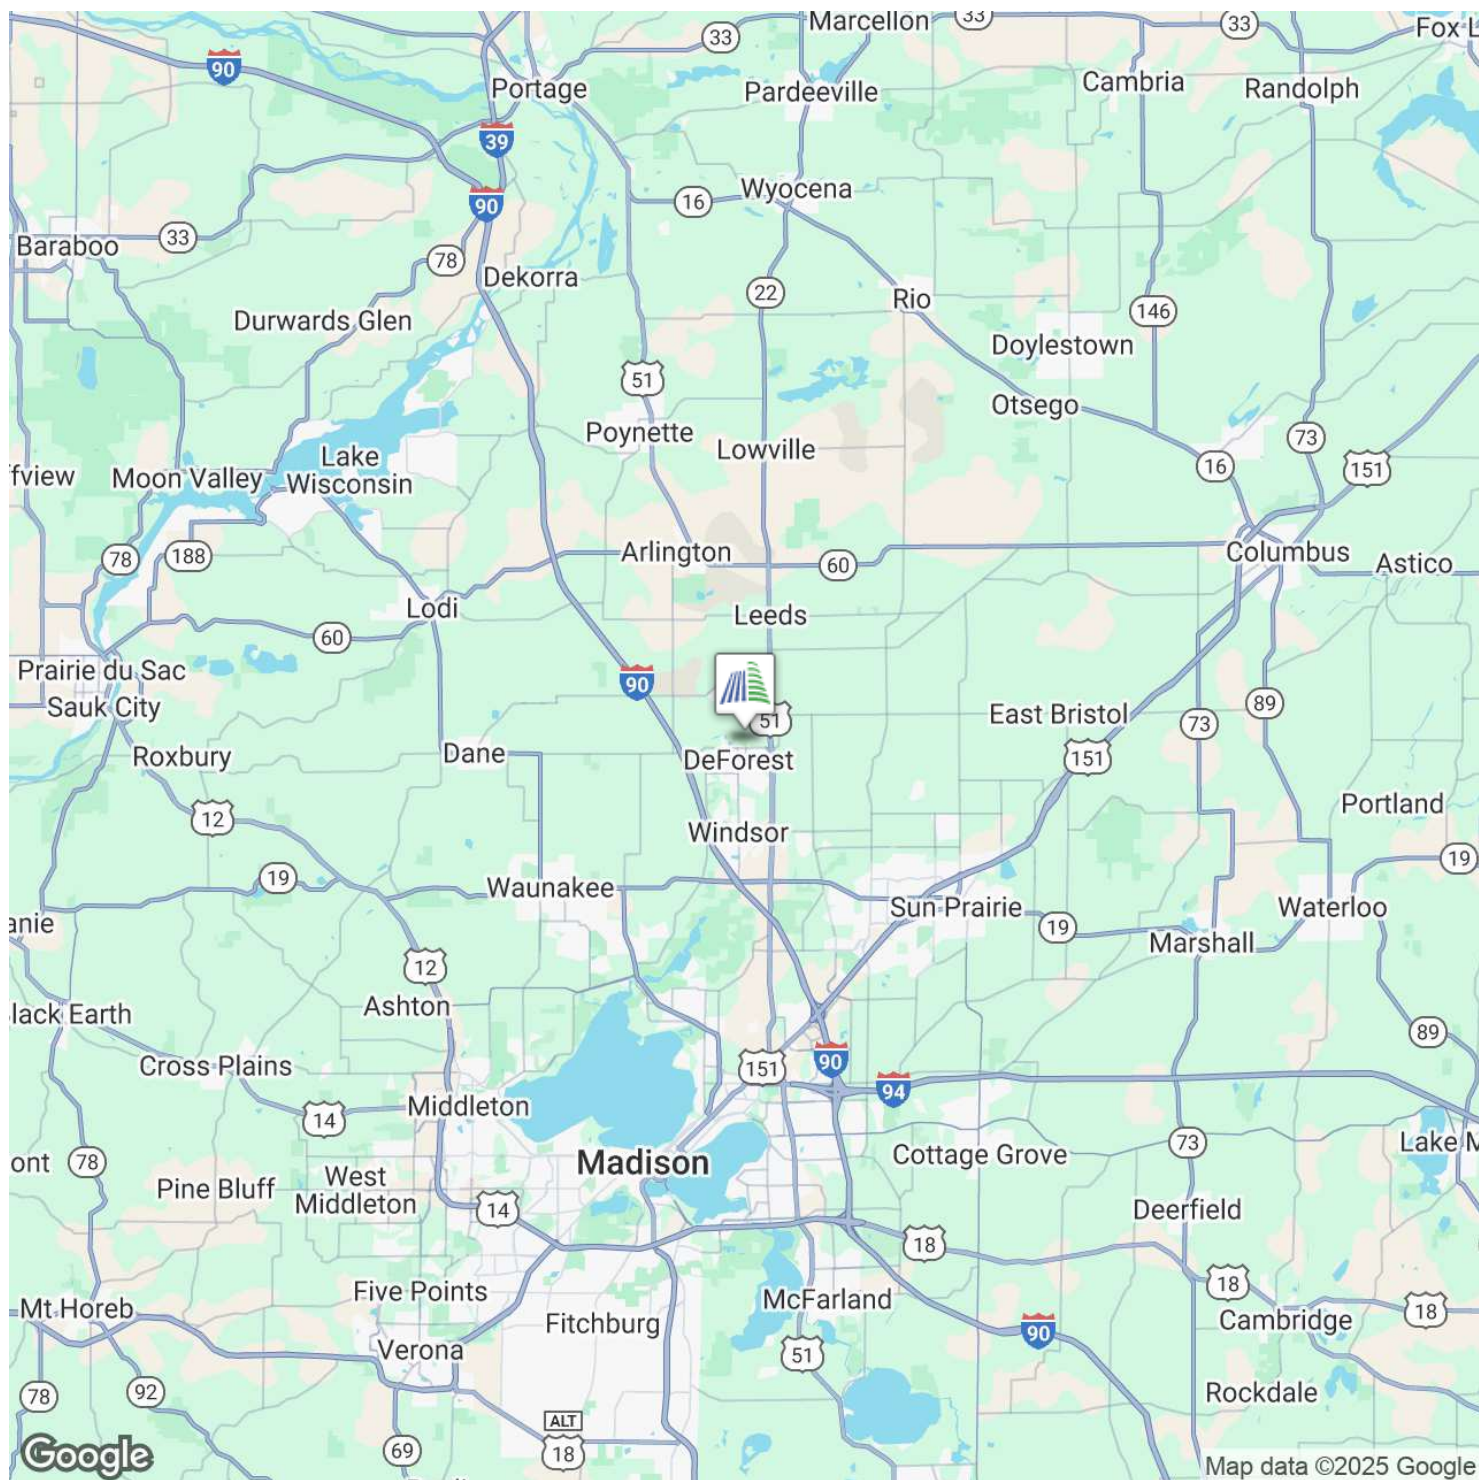 Marcellon
33
33
33
Fox L
90
Portage
Pardeeville
Cambria
Randolph
39
90
16
Wyocena
Baraboo
33
78
Dekorra
22
Rio
146
Durwards Glen
Doylestown
51
Otsego
Poynette
Lowville
73
16
151
ffview
Moon Valley
Lake
Wisconsin
78
188
Arlington
60
Columbus
Astico
Lodi
Leeds
60
Prairie du Sac
Sauk City
90
51
East Bristol
73
89
Roxbury
Dane
DeForest
151
12
Windsor
Portland
19
19
Waunakee
Sun Prairie
Waterloo
anie
19
Marshall
12
Ashton
lack Earth
89
Cross Plains
151
90
94
Middleton
14
73
Lake M
ont
78
Madison
Cottage Grove
Pine Bluff
West
Middleton
14
Deerfield
18
Five Points
McFarland
18
18
Mt Horeb
Fitchburg
90
Cambridge
Verona
51
78
92
Rockdale
ALT
18
69
Google
Map data ©2025 Google